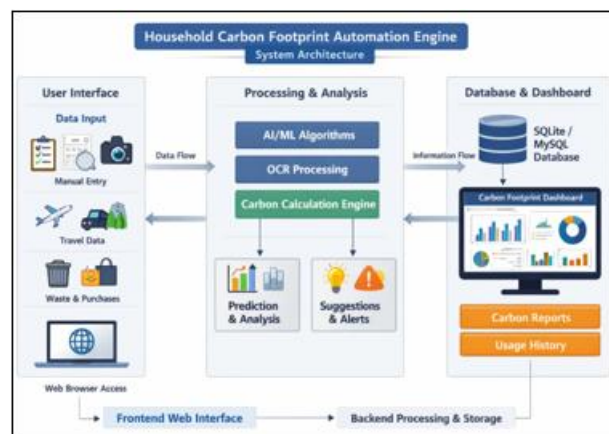 Household Carbon Footprint Automation Engine
System Architecture
User Interface
Data Input
Manual Entry
Travel Data
Waste & Purchases
Web Browser Access
Data Flow
Processing & Analysis
AI/ML Algorithms
OCR Processing
Carbon Calculation Engine
Prediction
& Analysis
Suggestions
& Alerts
Information Flow
Database & Dashboard
SQLite /
MySQL
Database
Carbon Footprint Dashboard
Carbon Reports
Usage History
Frontend Web Interface
Backend Processing & Storage